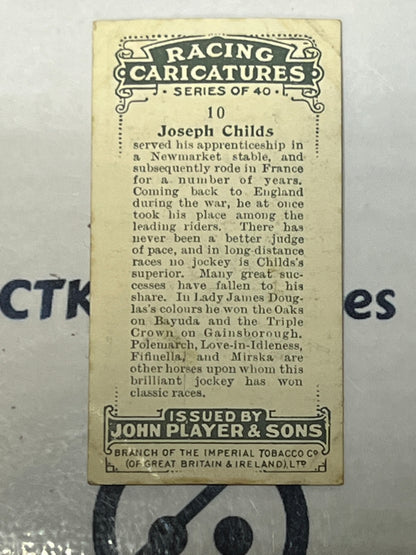 RACING
CARICATURES
· SERIES OF 40 ·
10
Joseph Childs
served his apprenticeship in
a Newmarket stable, and
subsequently rode in France
for a number of years.
Coming back to England
during the war, he at once
took his place among the
leading riders. There has
never been a better judge
of pace, and in long-distance
races no jockey is Childs's
superior. Many great suc-
cesses have fallen to his
share. In Lady James Doug-
las's colours he won the Oaks
on Bayuda and the Triple
Crown on Gainsborough.
Polemarch, Love-in-Idleness,
Fifinella, and Mirska are
other horses upon whom this
brilliant jockey has won
classic races.
ISSUED BY
JOHN PLAYER & SONS
BRANCH OF THE IMPERIAL TOBACCO Co
(OF GREAT BRITAIN & IRELAND), LTD
CTK
es